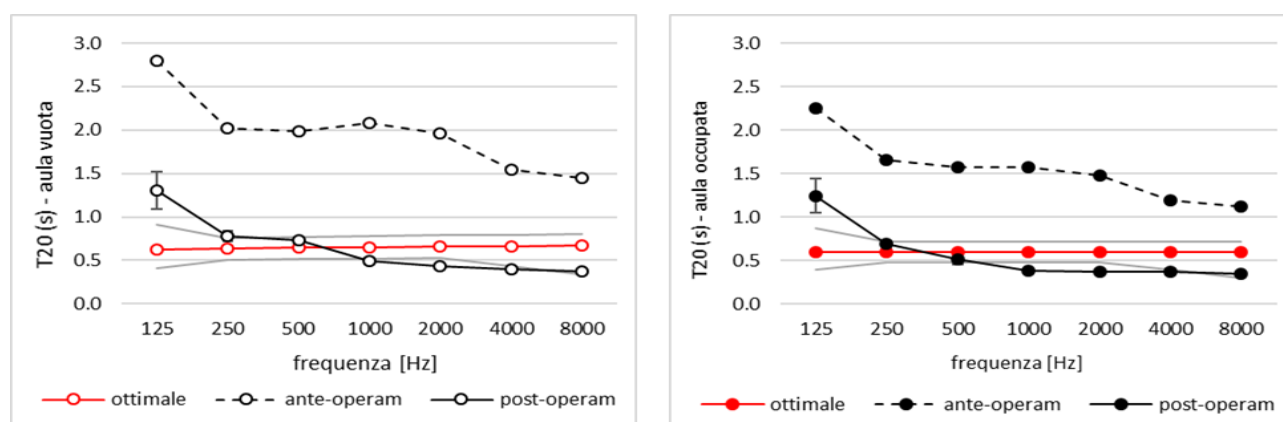 T20 (s) - aula vuota
3.0
2.5
2.0
1.5
1.0
0.5
0.0
125 250 500 1000 2000 4000 8000
frequenza [Hz]
ottimale ante-operam post-operam
T20 (s) - aula occupata
3.0
2.5
2.0
1.5
1.0
0.5
0.0
125 250 500 1000 2000 4000 8000
frequenza [Hz]
ottimale ante-operam post-operam